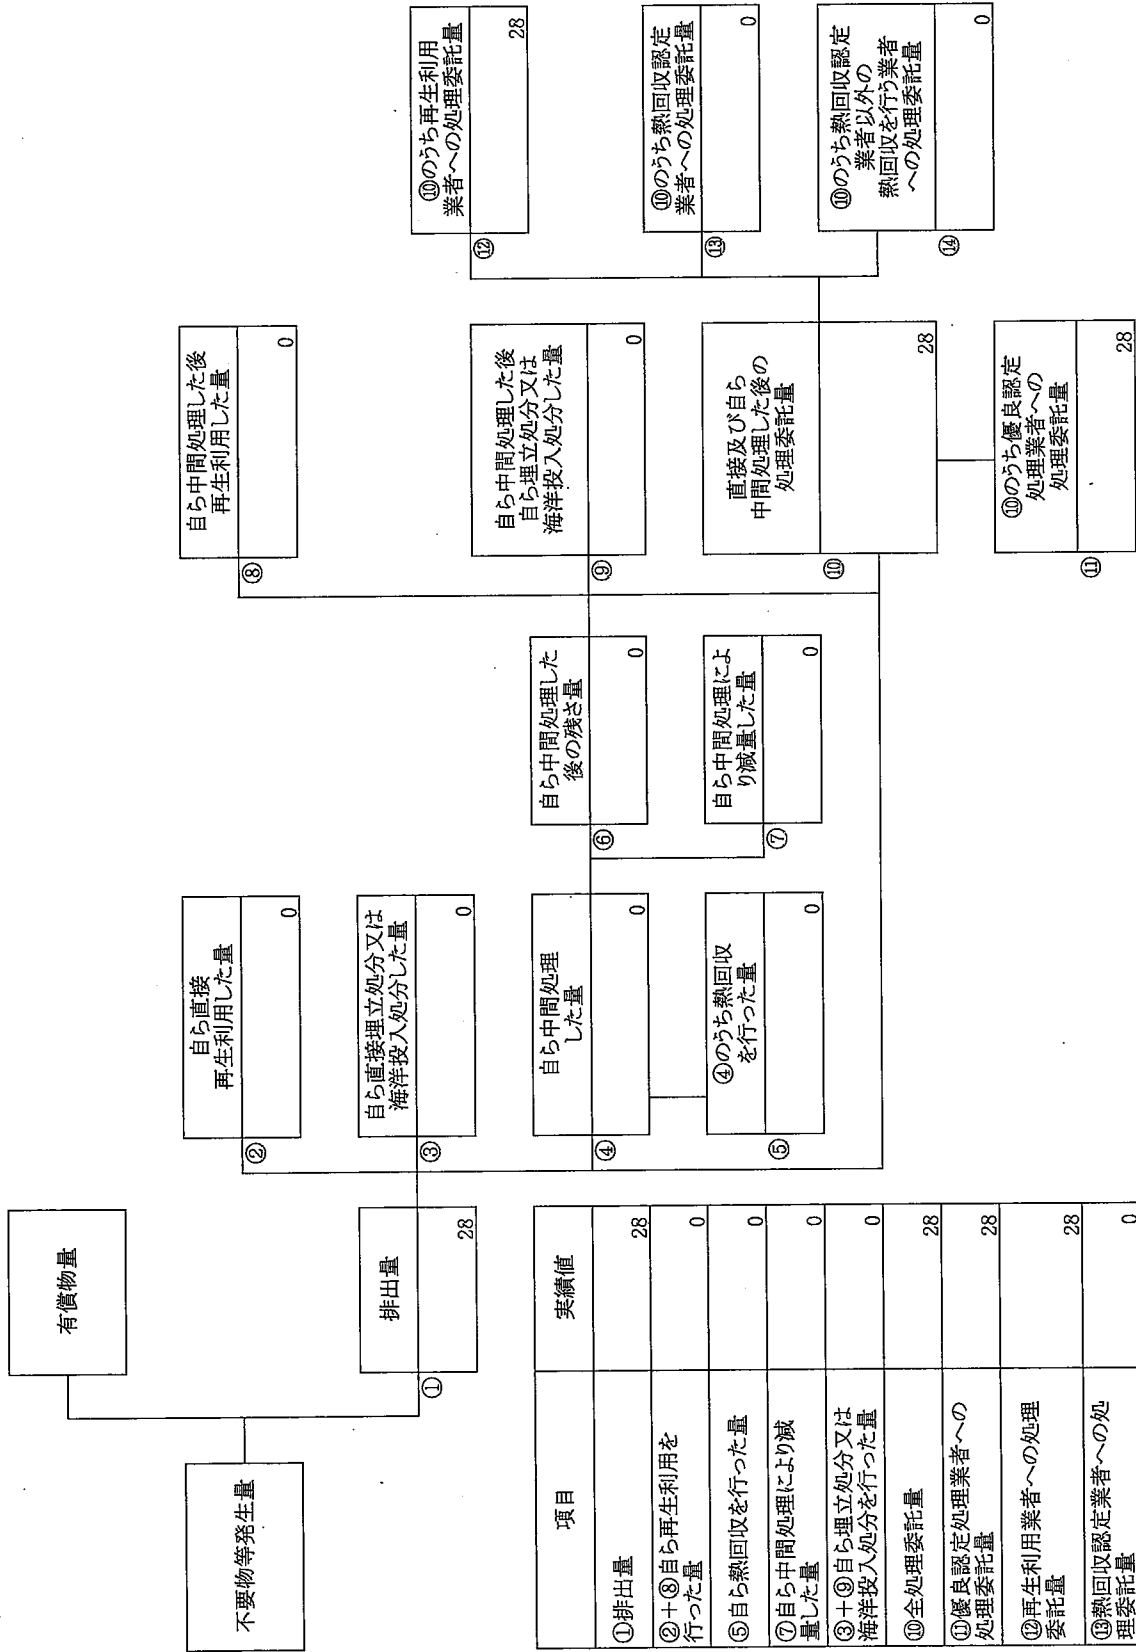 不要物等発生量
有償物量
排出量
①
28
自ら直接
再生利用した量
②
0
自ら直接埋立処分又は
海洋投入処分した量
③
0
自ら中間処理
した量
④
0
④のうち熱回収
を行った量
⑤
0
自ら中間処理した
後の残さ量
⑥
0
自ら中間処理によ
り減量した量
⑦
0
自ら中間処理した後
再生利用した量
⑧
0
自ら中間処理した後
自ら埋立処分又は
海洋投入処分した量
⑨
0
直接及び自ら
中間処理した後の
処理委託量
⑩
28
⑩のうち優良認定
処理業者への
処理委託量
⑪
28
⑩のうち再生利用
業者への処理委託量
⑫
28
⑩のうち熱回収認定
業者への処理委託量
⑬
0
⑩のうち熱回収認定
業者以外の
熱回収を行う業者
への処理委託量
⑭
0
項目 実績値
①排出量 28
②＋⑧自ら再生利用を
行った量 0
⑤自ら熱回収を行った量 0
⑦自ら中間処理により減
量した量 0
③＋⑨自ら埋立処分又は
海洋投入処分を行った量 0
⑩全処理委託量 28
⑪優良認定処理業者への
処理委託量 28
⑫再生利用業者への処理
委託量 28
⑬熱回収認定業者への処
理委託量 0